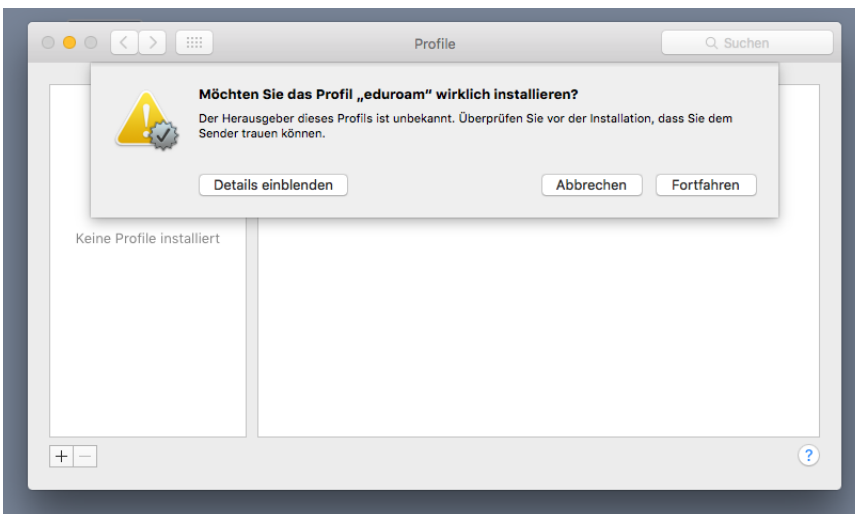 Profile
Suchen
Möchten Sie das Profil „eduroam“ wirklich installieren?
Der Herausgeber dieses Profils ist unbekannt. Überprüfen Sie vor der Installation, dass Sie dem
Sender trauen können.
Details einblenden
Abbrechen
Fortfahren
Keine Profile installiert